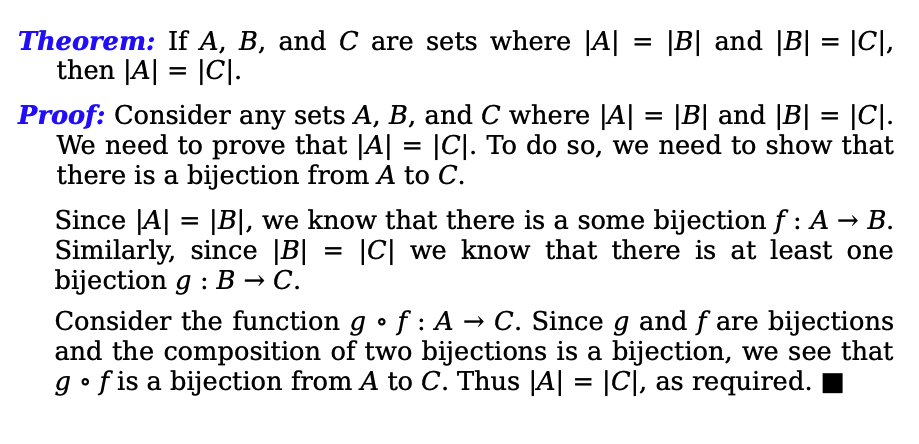 Theorem: If A, B, and C are sets where |A| = |B| and |B| = |C|,
then |A| = |C|.
Proof: Consider any sets A, B, and C where |A| = |B| and |B| = |C|.
We need to prove that |A| = |C|. To do so, we need to show that
there is a bijection from A to C.
Since |A| = |B|, we know that there is a some bijection f : A → B.
Similarly, since |B| = |C| we know that there is at least one
bijection g : B → C.
Consider the function g ∘ f : A → C. Since g and f are bijections
and the composition of two bijections is a bijection, we see that
g ∘ f is a bijection from A to C. Thus |A| = |C|, as required. ■